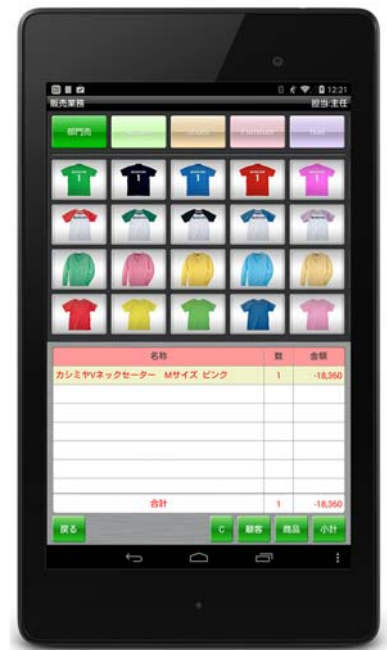 12:21
販売業務 担当:主任
部門売
名称 数 金額
カシミヤVネックセーター Mサイズ ピンク 1 -18,360
合計 1 -18,360
戻る C 顧客 商品 小計